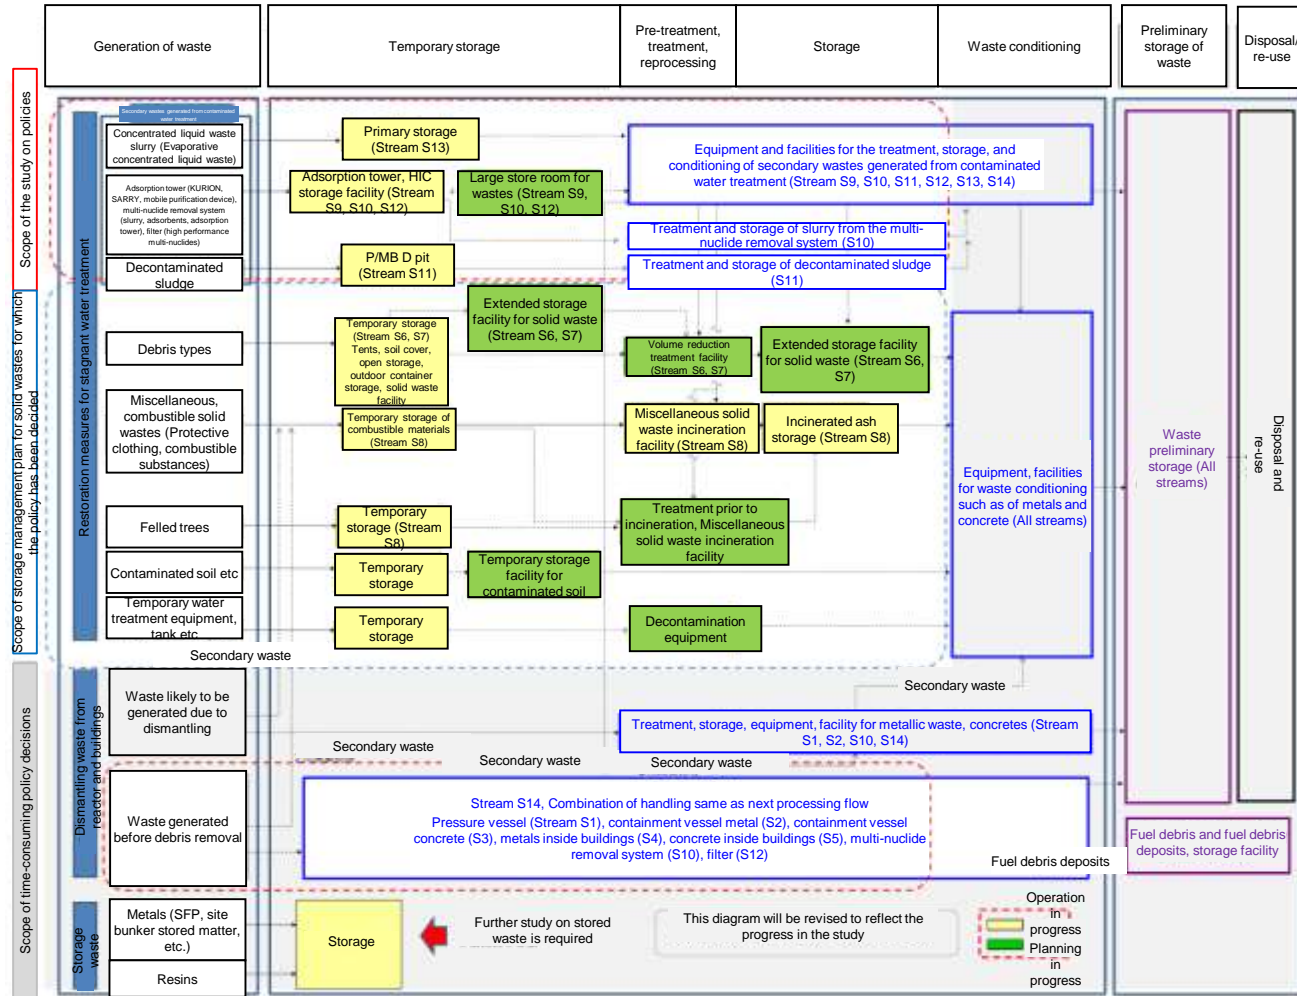 Generation of waste
Temporary storage
Pre-treatment,
treatment,
reprocessing
Storage
Waste conditioning
Preliminary
storage of
waste
Disposal/
re-use
Scope of the study on policies
Scope of storage management plan for solid wastes for which
the policy has been decided
Scope of time-consuming policy decisions
Restoration measures for stagnant water treatment
Dismantling waste from
reactor and buildings
Storage
waste
Secondary wastes generated from contaminated
water treatment
Concentrated liquid waste
slurry (Evaporative
concentrated liquid waste)
Primary storage
(Stream S13)
Equipment and facilities for the treatment, storage, and
conditioning of secondary wastes generated from contaminated
water treatment (Stream S9, S10, S11, S12, S13, S14)
Adsorption tower (KURION,
SARRY, mobile purification device),
multi-nuclide removal system
(slurry, adsorbents, adsorption
tower), filter (high performance
multi-nuclides)
Adsorption tower, HIC
storage facility (Stream
S9, S10, S12)
Large store room for
wastes (Stream S9,
S10, S12)
Treatment and storage of slurry from the multi-
nuclide removal system (S10)
Decontaminated
sludge
P/MB D pit
(Stream S11)
Treatment and storage of decontaminated sludge
(S11)
Debris types
Temporary storage
(Stream S6, S7)
Tents, soil cover,
open storage,
outdoor container
storage, solid waste
facility
Extended storage
facility for solid waste
(Stream S6, S7)
Volume reduction
treatment facility
(Stream S6, S7)
Extended storage facility
for solid waste (Stream S6,
S7)
Miscellaneous,
combustible solid
wastes (Protective
clothing, combustible
substances)
Temporary storage of
combustible materials
(Stream S8)
Miscellaneous solid
waste incineration
facility (Stream S8)
Incinerated ash
storage (Stream S8)
Equipment, facilities
for waste conditioning
such as of metals and
concrete (All streams)
Waste
preliminary
storage (All
streams)
Disposal and
re-use
Felled trees
Temporary
storage (Stream
S8)
Treatment prior to
incineration, Miscellaneous
solid waste incineration
facility
Contaminated soil etc
Temporary
storage
Temporary storage
facility for
contaminated soil
Temporary water
treatment equipment,
tank etc
Temporary
storage
Decontamination
equipment
Secondary waste
Waste likely to be
generated due to
dismantling
Secondary waste
Treatment, storage, equipment, facility for metallic waste, concretes (Stream
S1, S2, S10, S14)
Secondary waste
Secondary waste
Secondary waste
Waste generated
before debris removal
Stream S14, Combination of handling same as next processing flow
Pressure vessel (Stream S1), containment vessel metal (S2), containment vessel
concrete (S3), metals inside buildings (S4), concrete inside buildings (S5), multi-nuclide
removal system (S10), filter (S12)
Fuel debris deposits
Fuel debris and fuel debris
deposits, storage facility
Metals (SFP, site
bunker stored matter,
etc.)
Resins
Storage
Further study on stored
waste is required
This diagram will be revised to reflect the
progress in the study
Operation
in
progress
Planning
in
progress